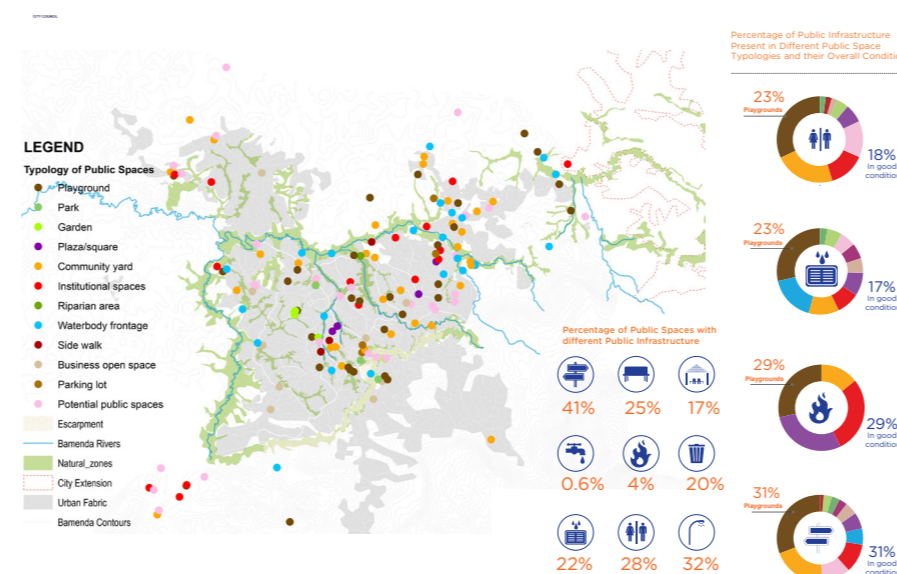 CITY COUNCIL
Percentage of Public Infrastructure
Present in Different Public Space
Typologies and their Overall Conditio
LEGEND
Typology of Public Spaces
Playground
Park
Garden
Plaza/square
Community yard
Institutional spaces
Riparian area
Waterbody frontage
Side walk
Business open space
Parking lot
Potential public spaces
Escarpment
Bamenda Rivers
Natural_zones
City Extension
Urban Fabric
Bamenda Contours
Percentage of Public Spaces with
different Public Infrastructure
41% 25% 17%
0.6% 4% 20%
22% 28% 32%
23%
Playgrounds
18%
In good
conditio
23%
Playgrounds
17%
In good
conditio
29%
Playgrounds
29%
In good
conditio
31%
Playgrounds
31%
In good
conditio